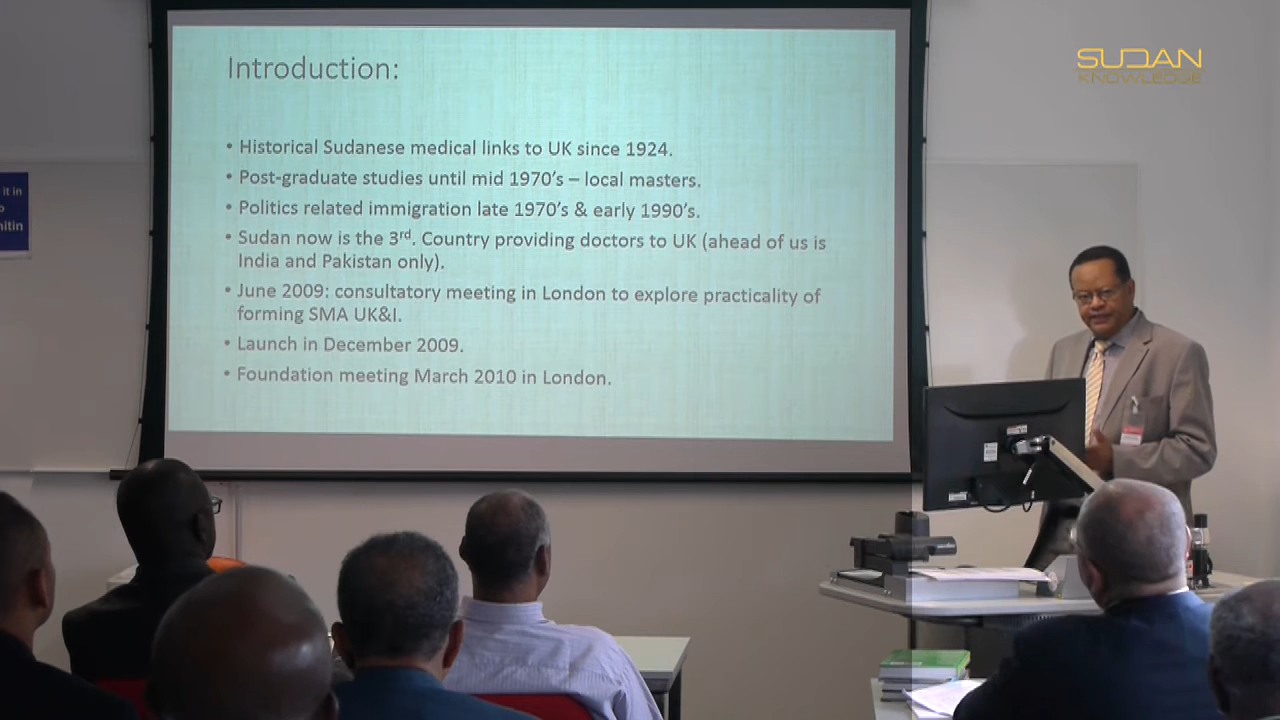 Introduction:
SUDAN
KNOWLEDGE
• Historical Sudanese medical links to UK since 1924.
• Post-graduate studies until mid 1970's – local masters.
it in
• Politics related immigration late 1970's & early 1990's.
• Sudan now is the 3rd. Country providing doctors to UK (ahead of us is
India and Pakistan only).
• June 2009: consultatory meeting in London to explore practicality of
forming SMA UK&I.
• Launch in December 2009.
• Foundation meeting March 2010 in London.